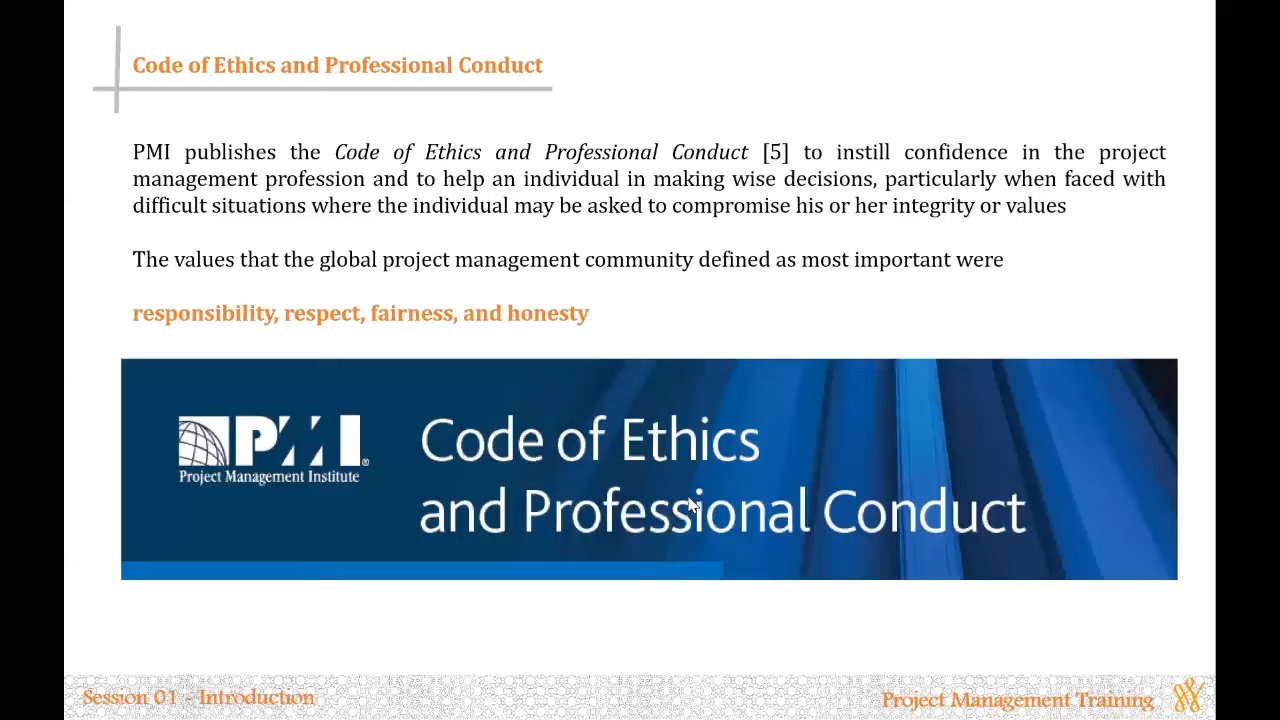 Code of Ethics and Professional Conduct
PMI publishes the Code of Ethics and Professional Conduct [5] to instill confidence in the project
management profession and to help an individual in making wise decisions, particularly when faced with
difficult situations where the individual may be asked to compromise his or her integrity or values
The values that the global project management community defined as most important were
responsibility, respect, fairness, and honesty
PMI®
Project Management Institute
Code of Ethics
and Professional Conduct
Session 01 - Introduction
Project Management Training